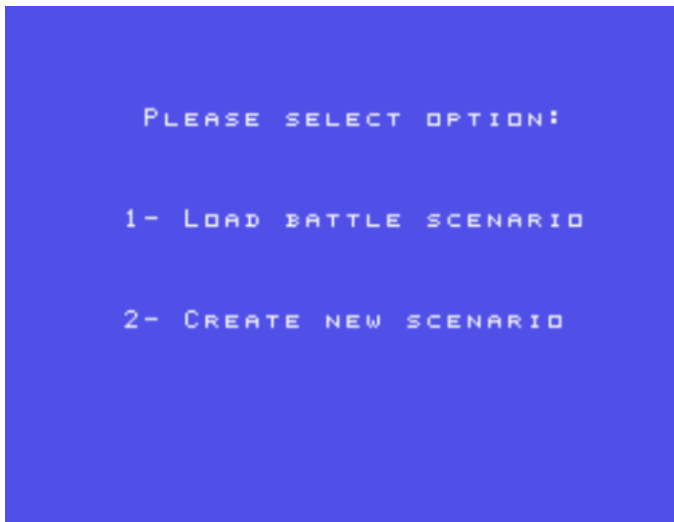 Please select option:
1- Load battle scenario
2- Create new scenario